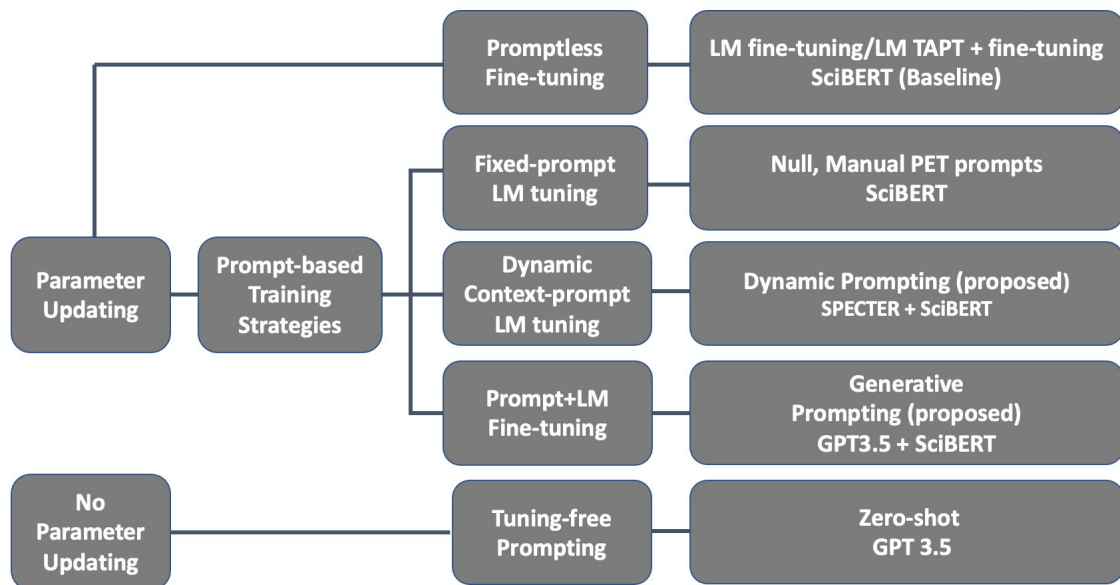 Promptless
Fine-tuning
LM fine-tuning/LM TAPT + fine-tuning
SciBERT (Baseline)
Fixed-prompt
LM tuning
Null, Manual PET prompts
SciBERT
Parameter
Updating
Prompt-based
Training
Strategies
Dynamic
Context-prompt
LM tuning
Dynamic Prompting (proposed)
SPECTER + SciBERT
Prompt+LM
Fine-tuning
Generative
Prompting (proposed)
GPT3.5 + SciBERT
No
Parameter
Updating
Tuning-free
Prompting
Zero-shot
GPT 3.5